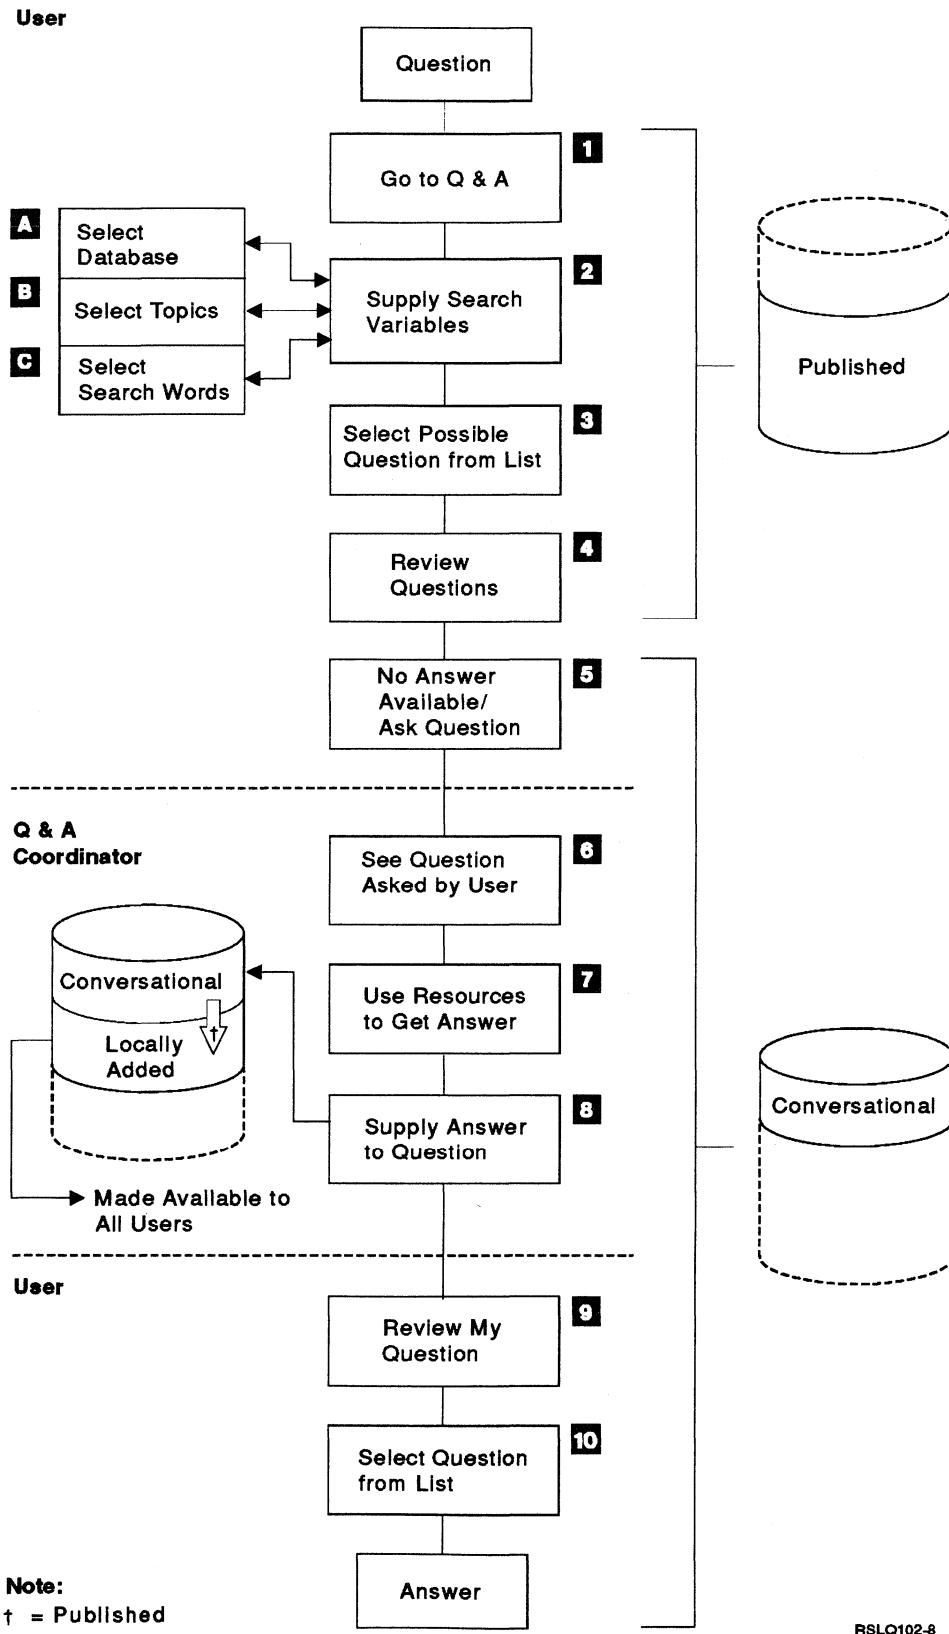 User
Question
1
Go to Q & A
A
Select
Database
B
Select Topics
C
Select
Search Words
2
Supply Search
Variables
Published
3
Select Possible
Question from List
4
Review
Questions
5
No Answer
Available/
Ask Question
Q & A
Coordinator
6
See Question
Asked by User
Conversational
†
Locally
Added
7
Use Resources
to Get Answer
8
Supply Answer
to Question
Conversational
Made Available to
All Users
User
9
Review My
Question
10
Select Question
from List
Answer
Note:
† = Published
RSLQ102-8